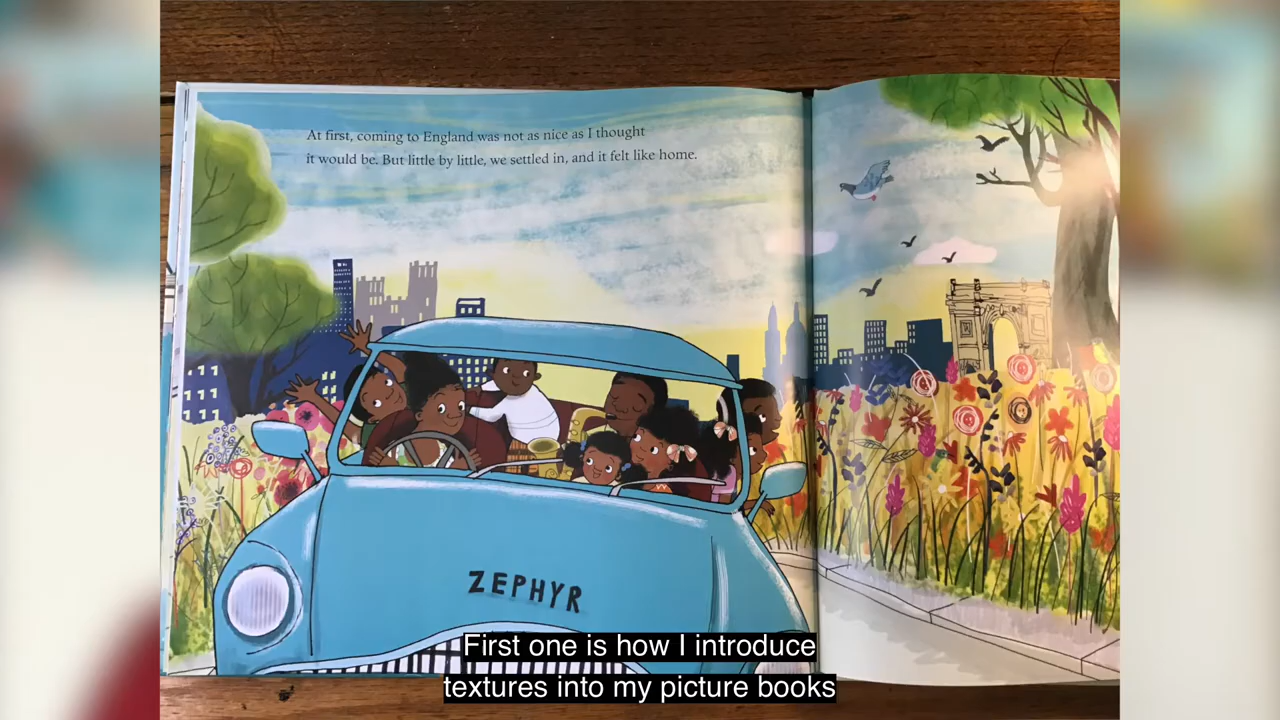 At first, coming to England was not as nice as I thought
it would be. But little by little, we settled in, and it felt like home.
ZEPHYR
First one is how I introduce
textures into my picture books